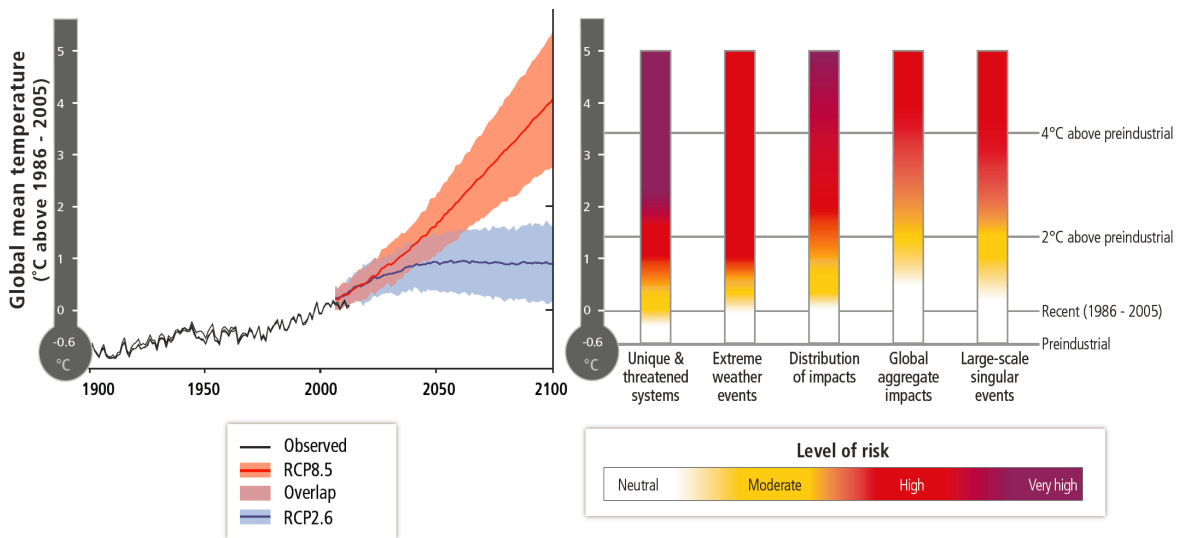 Global mean temperature
(°C above 1986 - 2005)
5
4
3
2
1
0
-0.6
°C
1900
1950
2000
2050
2100
Observed
RCP8.5
Overlap
RCP2.6
5
4
3
2
1
0
-0.6
°C
4°C above preindustrial
2°C above preindustrial
Recent (1986 - 2005)
Preindustrial
Unique &
threatened
systems
Extreme
weather
events
Distribution
of impacts
Global
aggregate
impacts
Large-scale
singular
events
Level of risk
Neutral
Moderate
High
Very high